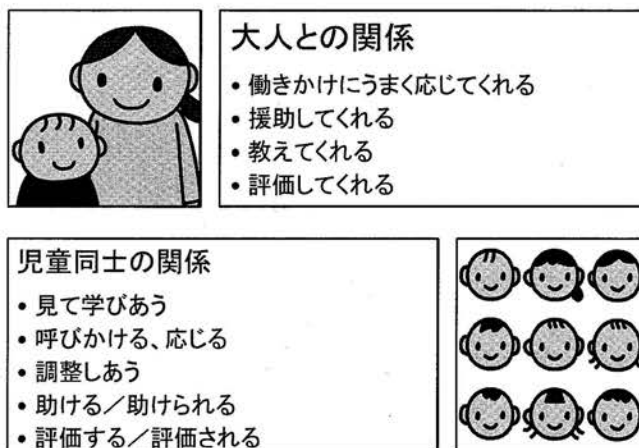 大人との関係
• 働きかけにうまく応じてくれる
• 援助してくれる
• 教えてくれる
• 評価してくれる
児童同士の関係
• 見て学びあう
• 呼びかける、応じる
• 調整しあう
• 助ける／助けられる
• 評価する／評価される